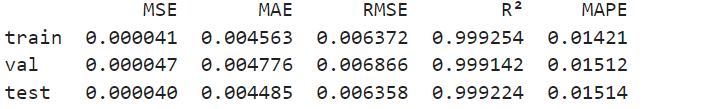 MSE MAE RMSE R² MAPE
train 0.000041 0.004563 0.006372 0.999254 0.01421
val 0.000047 0.004776 0.006866 0.999142 0.01512
test 0.000040 0.004485 0.006358 0.999224 0.01514